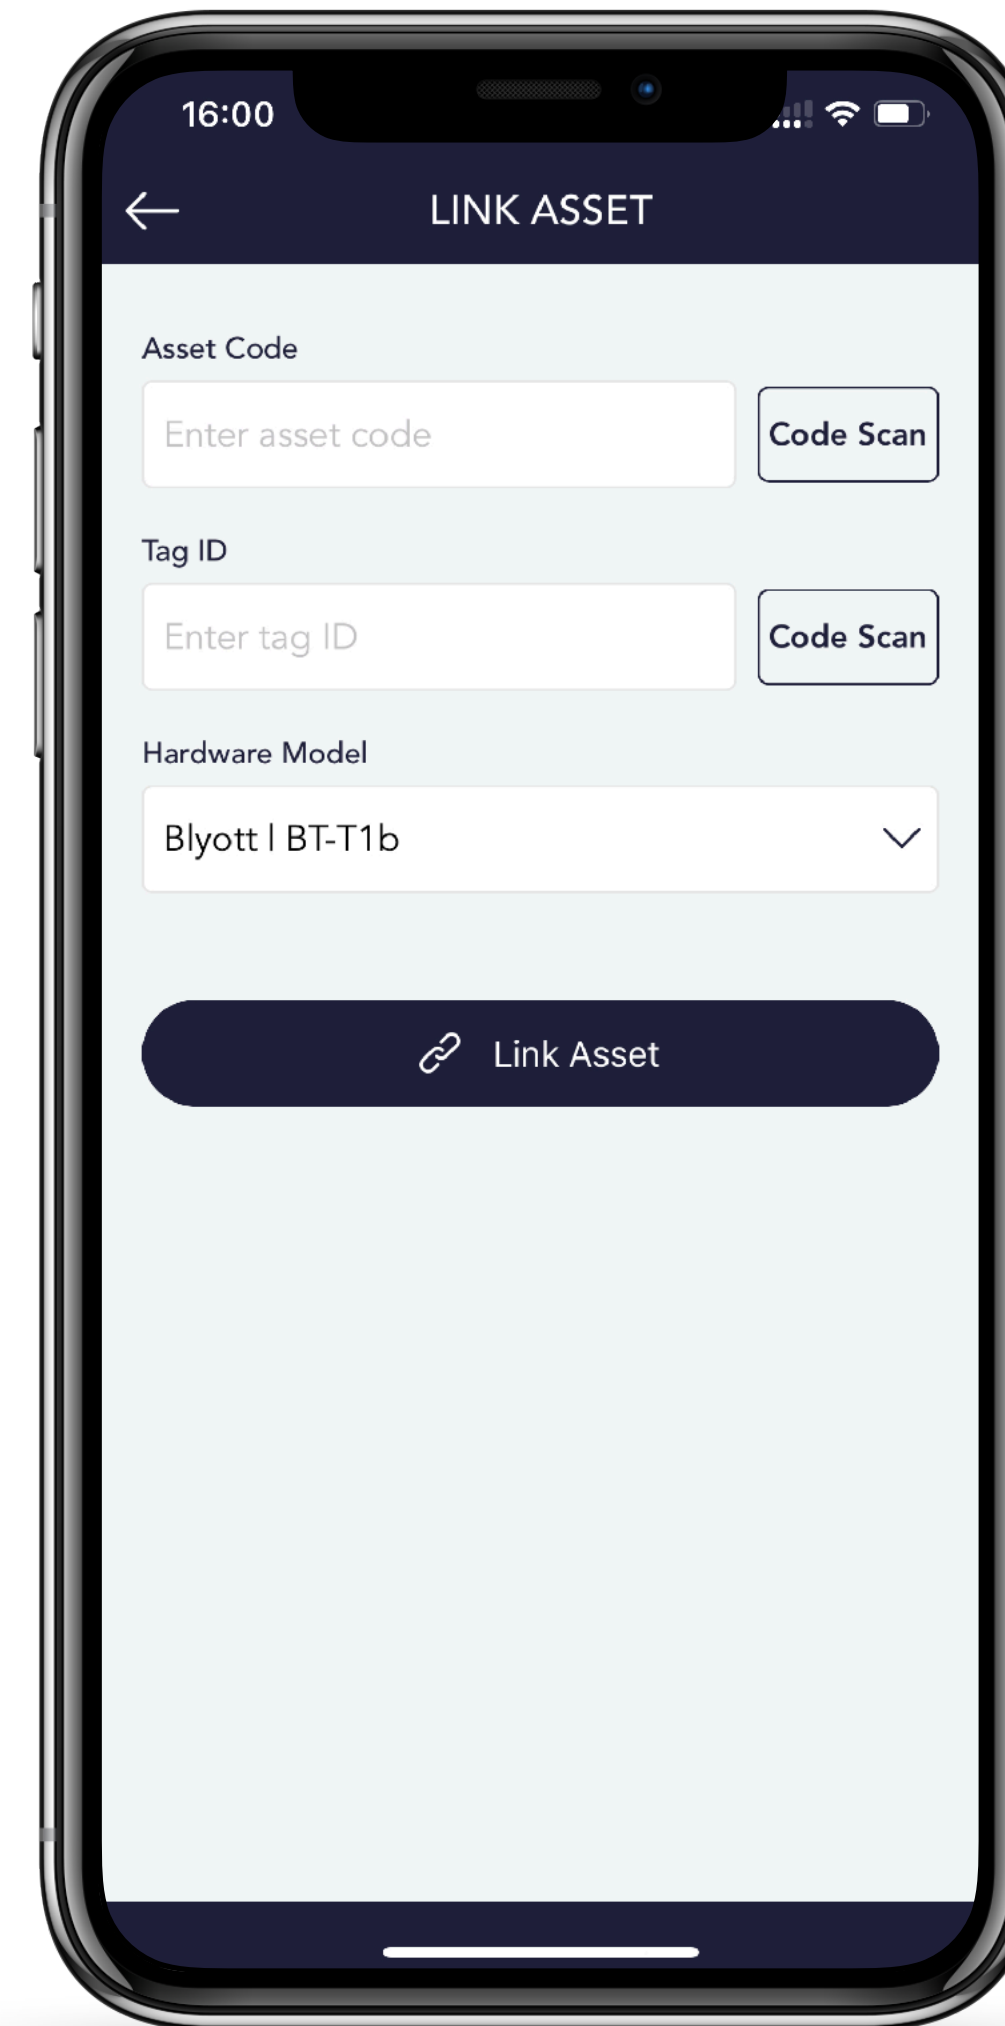 16:00
LINK ASSET
Asset Code
Enter asset code
Code Scan
Tag ID
Enter tag ID
Code Scan
Hardware Model
Blyott | BT-T1b
Link Asset